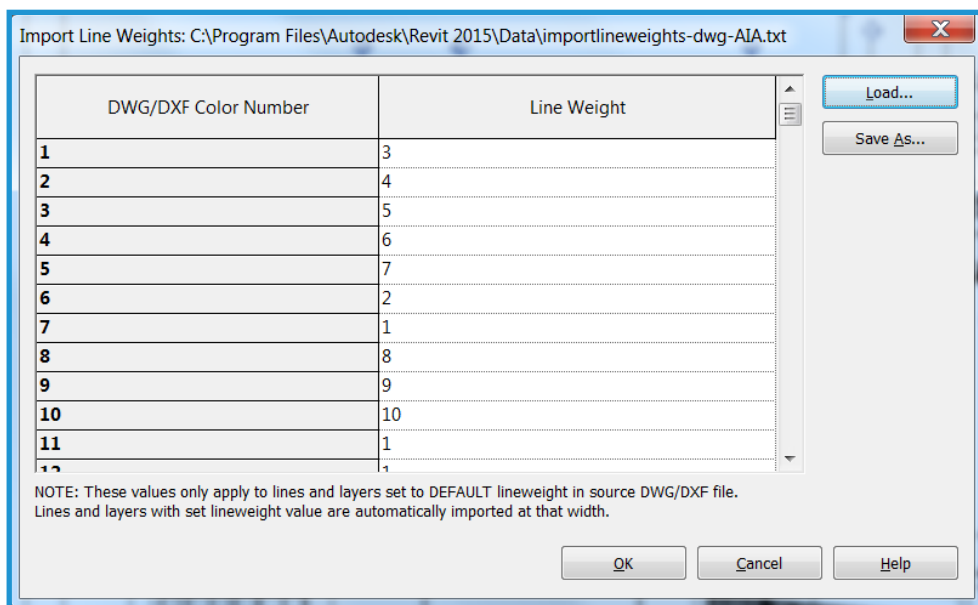 Import Line Weights: C:\Program Files\Autodesk\Revit 2015\Data\importlineweights-dwg-AIA.txt
DWG/DXF Color Number Line Weight
Load...
Save As...
1 3
2 4
3 5
4 6
5 7
6 2
7 1
8 8
9 9
10 10
11 1
12 1
NOTE: These values only apply to lines and layers set to DEFAULT lineweight in source DWG/DXF file.
Lines and layers with set lineweight value are automatically imported at that width.
OK Cancel Help